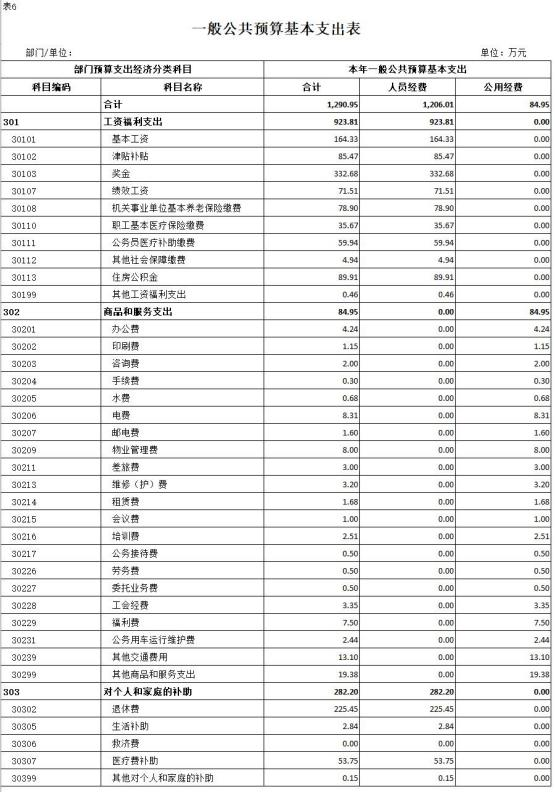 表6
一般公共预算基本支出表
部门/单位: 单位：万元
部门预算支出经济分类科目 本年一般公共预算基本支出
科目编码 科目名称 合计 人员经费 公用经费
合计 1,290.95 1,206.01 84.95
301 工资福利支出 923.81 923.81 0.00
30101 基本工资 164.33 164.33 0.00
30102 津贴补贴 85.47 85.47 0.00
30103 奖金 332.68 332.68 0.00
30107 绩效工资 71.51 71.51 0.00
30108 机关事业单位基本养老保险缴费 78.90 78.90 0.00
30110 职工基本医疗保险缴费 35.67 35.67 0.00
30111 公务员医疗补助缴费 59.94 59.94 0.00
30112 其他社会保障缴费 4.94 4.94 0.00
30113 住房公积金 89.91 89.91 0.00
30199 其他工资福利支出 0.46 0.46 0.00
302 商品和服务支出 84.95 0.00 84.95
30201 办公费 4.24 0.00 4.24
30202 印刷费 1.15 0.00 1.15
30203 咨询费 2.00 0.00 2.00
30204 手续费 0.30 0.00 0.30
30205 水费 0.68 0.00 0.68
30206 电费 8.31 0.00 8.31
30207 邮电费 1.60 0.00 1.60
30209 物业管理费 8.00 0.00 8.00
30211 差旅费 3.00 0.00 3.00
30213 维修（护）费 3.20 0.00 3.20
30214 租赁费 1.68 0.00 1.68
30215 会议费 1.00 0.00 1.00
30216 培训费 2.51 0.00 2.51
30217 公务接待费 0.50 0.00 0.50
30226 劳务费 0.50 0.00 0.50
30227 委托业务费 0.50 0.00 0.50
30228 工会经费 3.35 0.00 3.35
30229 福利费 7.50 0.00 7.50
30231 公务用车运行维护费 2.44 0.00 2.44
30239 其他交通费用 13.10 0.00 13.10
30299 其他商品和服务支出 19.38 0.00 19.38
303 对个人和家庭的补助 282.20 282.20 0.00
30302 退休费 225.45 225.45 0.00
30305 生活补助 2.84 2.84 0.00
30306 救济费 0.00 0.00 0.00
30307 医疗费补助 53.75 53.75 0.00
30399 其他对个人和家庭的补助 0.15 0.15 0.00